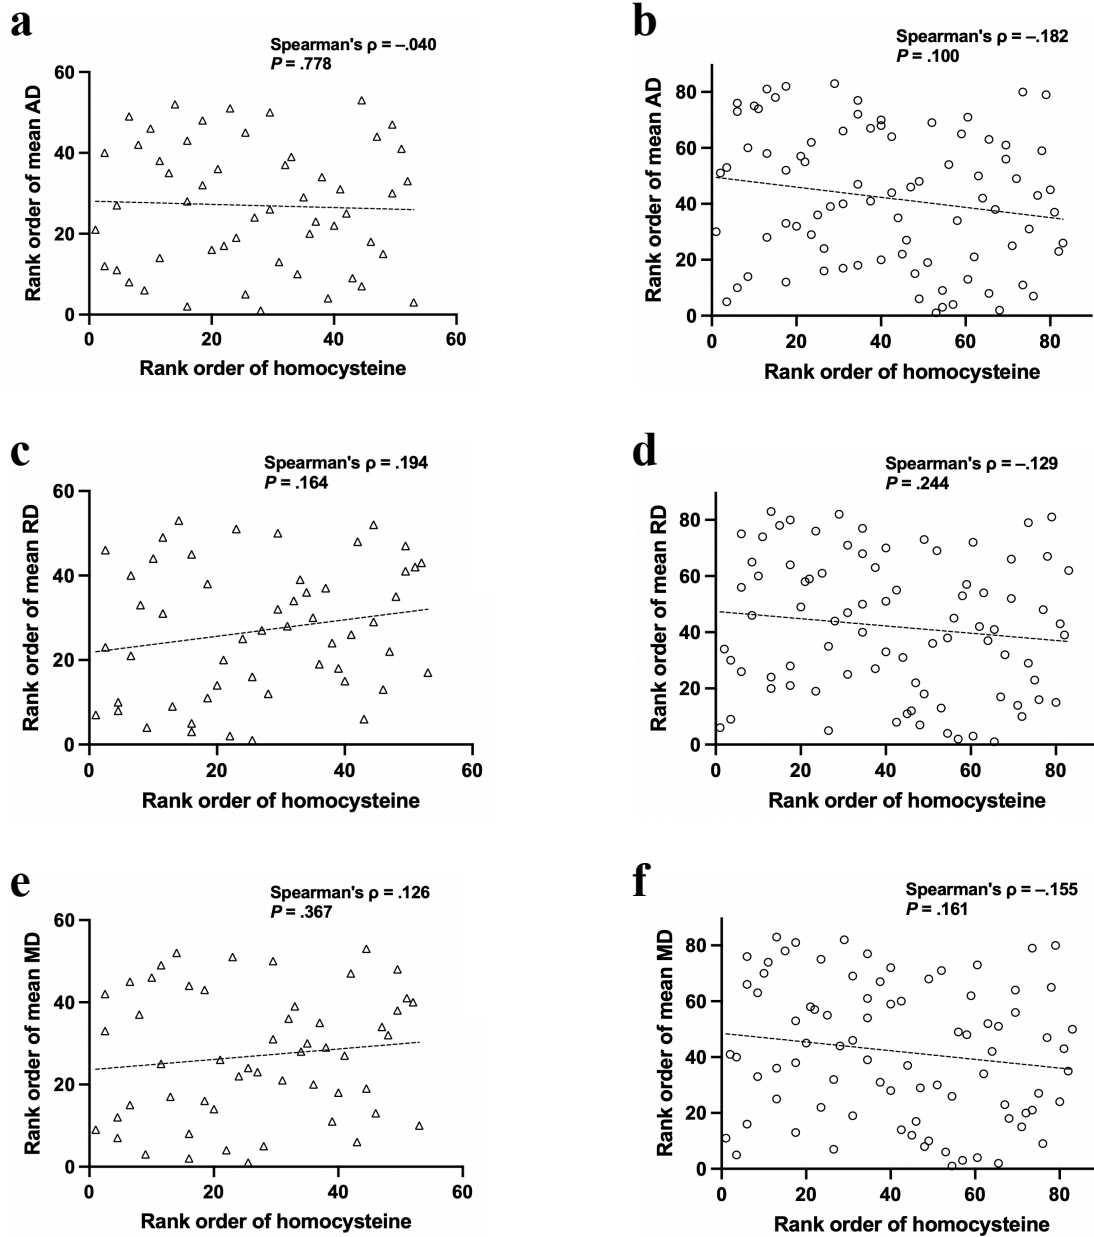 a
Spearman's ρ = –.040
P = .778
Rank order of mean AD
60
40
20
0
0 20 40 60
Rank order of homocysteine
b
Spearman's ρ = –.182
P = .100
Rank order of mean AD
80
60
40
20
0
0 20 40 60 80
Rank order of homocysteine
c
Spearman's ρ = .194
P = .164
Rank order of mean RD
60
40
20
0
0 20 40 60
Rank order of homocysteine
d
Spearman's ρ = –.129
P = .244
Rank order of mean RD
80
60
40
20
0
0 20 40 60 80
Rank order of homocysteine
e
Spearman's ρ = .126
P = .367
Rank order of mean MD
60
40
20
0
0 20 40 60
Rank order of homocysteine
f
Spearman's ρ = –.155
P = .161
Rank order of mean MD
80
60
40
20
0
0 20 40 60 80
Rank order of homocysteine